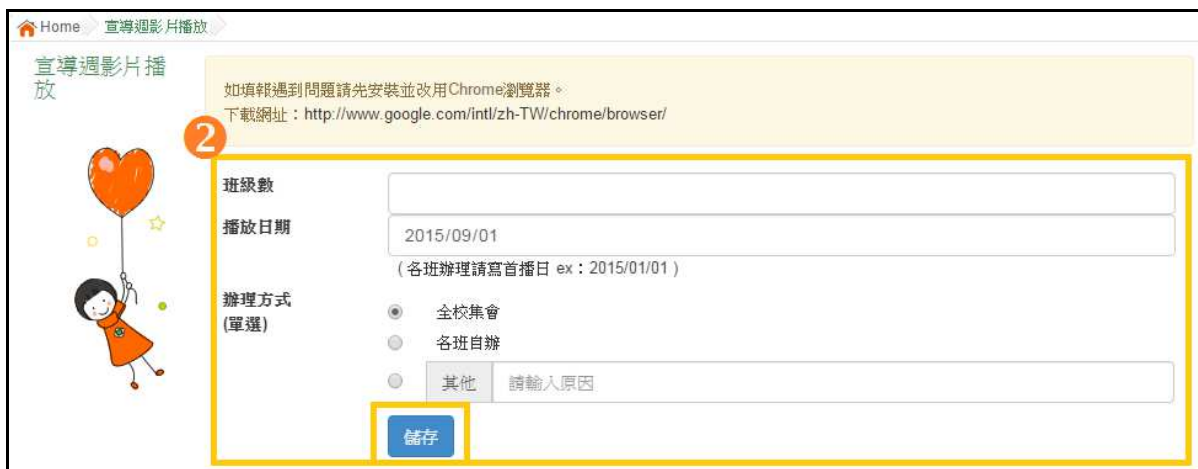 Home 宣導週影片播放
宣導週影片播
放
如填報遇到問題請先安裝並改用Chrome瀏覽器。
下載網址：http://www.google.com/intl/zh-TW/chrome/browser/
2
班級數
播放日期
2015/09/01
(各班辦理請寫首播日 ex：2015/01/01)
辦理方式
(單選)
全校集會
各班自辦
其他 請輸入原因
儲存